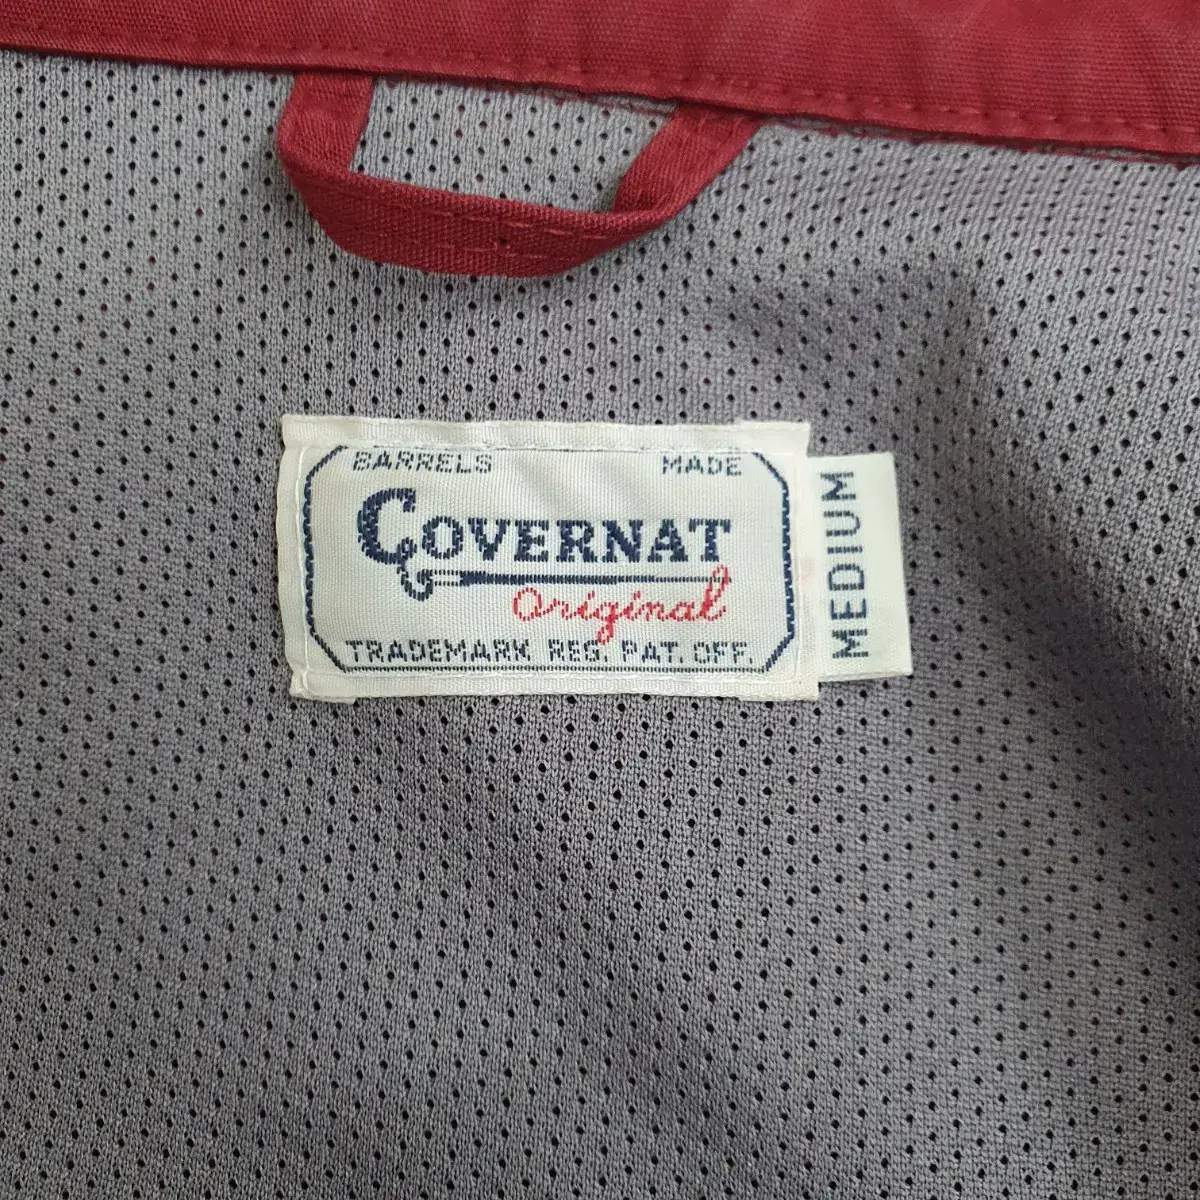 BARRELS MADE
COVERNAT
Original
TRADEMARK REG. PAT. OFF.
MEDIUM